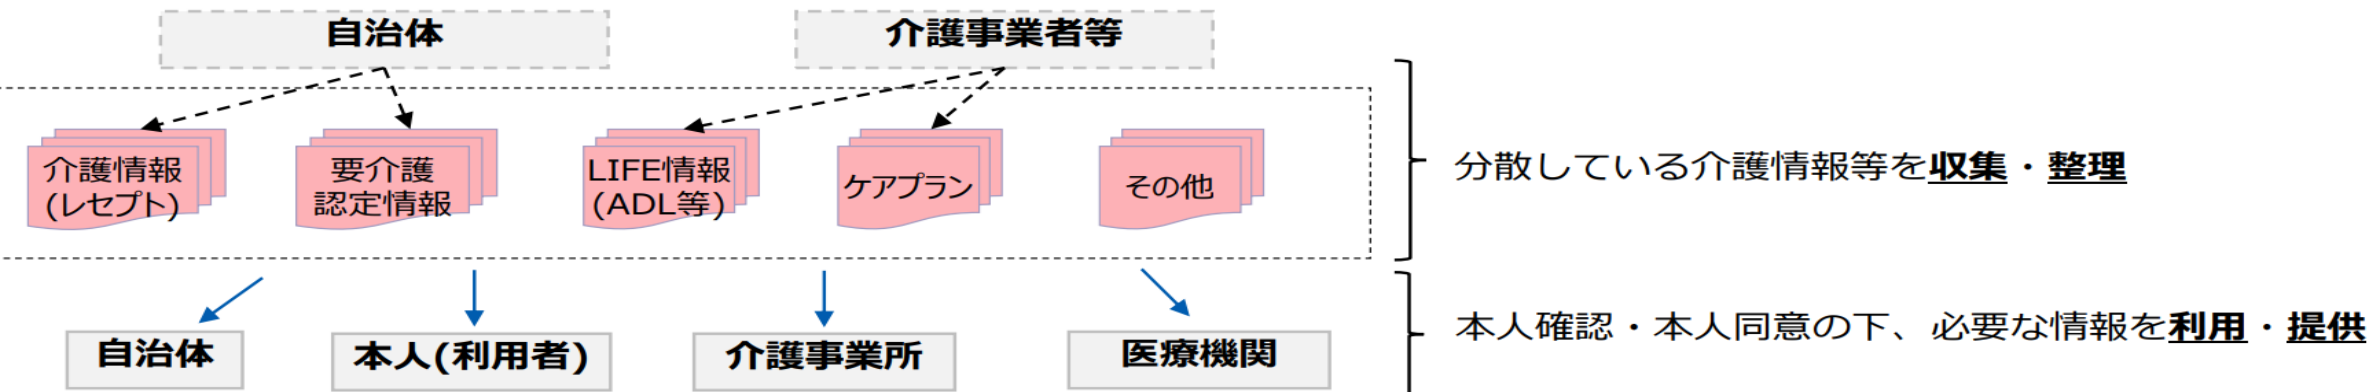 自治体
介護事業者等
介護情報
(レセプト)
要介護
認定情報
LIFE情報
(ADL等)
ケアプラン
その他
分散している介護情報等を収集・整理
自治体
本人(利用者)
介護事業所
医療機関
本人確認・本人同意の下、必要な情報を利用・提供